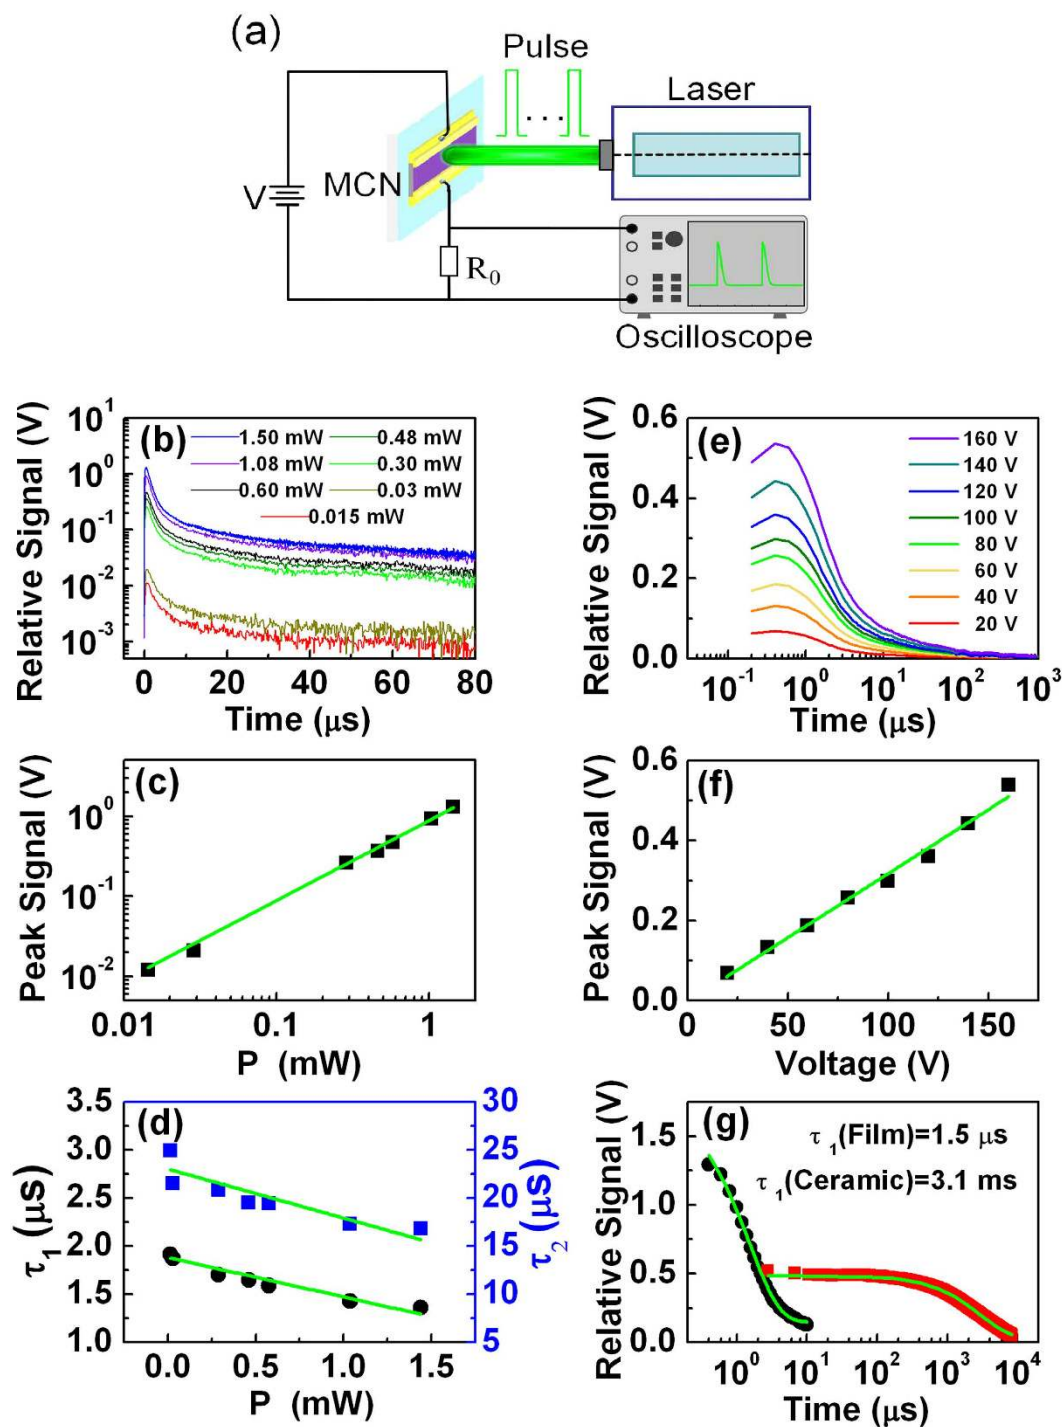 (a)
Pulse
Laser
V
MCN
R0
Oscilloscope
(b)
Relative Signal (V)
10^1
10^0
10^-1
10^-2
10^-3
1.50 mW
0.48 mW
1.08 mW
0.30 mW
0.60 mW
0.03 mW
0.015 mW
0 20 40 60 80
Time (μs)
(e)
Relative Signal (V)
0.6
0.4
0.2
0.0
160 V
140 V
120 V
100 V
80 V
60 V
40 V
20 V
10^-1 10^0 10^1 10^2 10^3
Time (μs)
(c)
Peak Signal (V)
10^0
10^-1
10^-2
0.01 0.1 1
P (mW)
(f)
Peak Signal (V)
0.6
0.4
0.2
0.0
0 50 100 150
Voltage (V)
(d)
τ1 (μs)
3.5
3.0
2.5
2.0
1.5
1.0
30
25
20
15
10
5
τ2 (μs)
0.0 0.5 1.0 1.5
P (mW)
(g)
Relative Signal (V)
1.5
1.0
0.5
0.0
τ1(Film)=1.5 μs
τ1(Ceramic)=3.1 ms
10^0 10^1 10^2 10^3 10^4
Time (μs)